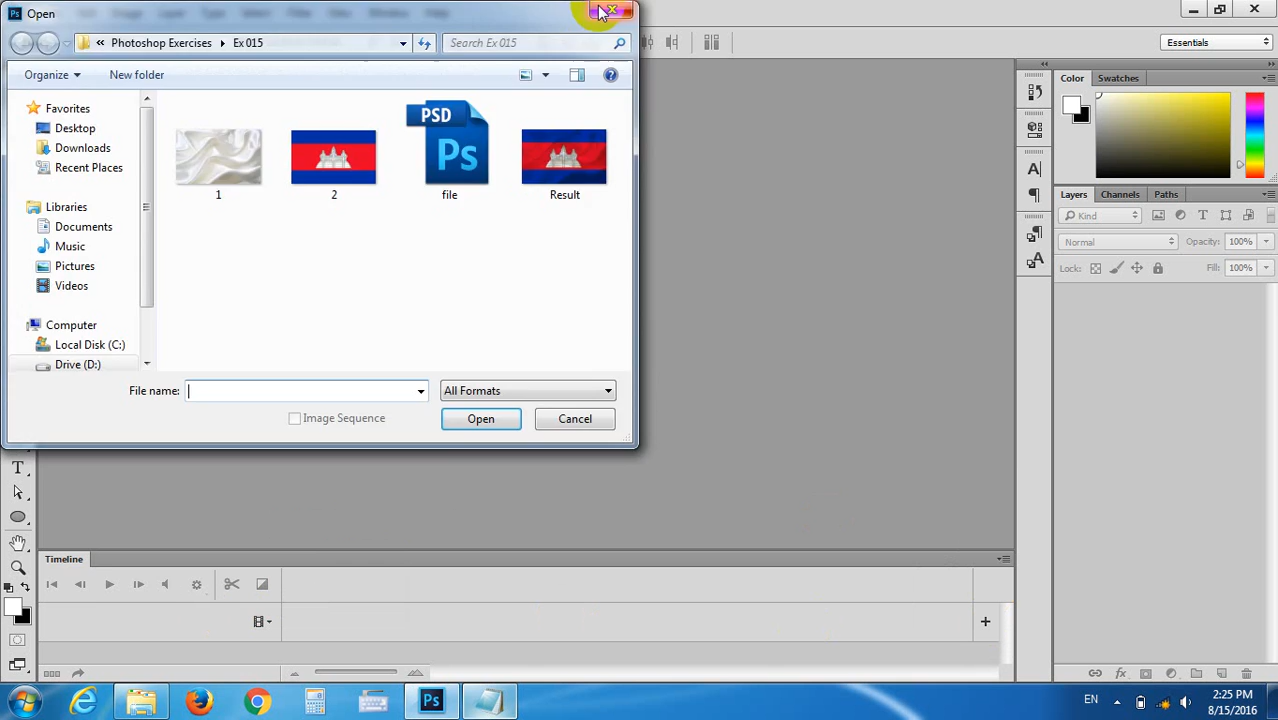 Open
Photoshop Exercises
Ex 015
Search Ex 015
Essentials
Organize
New folder
Color
Swatches
Favorites
Desktop
Downloads
Recent Places
Libraries
Documents
Music
Pictures
Videos
Computer
Local Disk (C:)
Drive (D:)
PSD
Ps
1
2
file
Result
Layers
Channels
Paths
Kind
Normal
Opacity:
100%
Lock:
Fill:
100%
File name:
All Formats
Image Sequence
Open
Cancel
Timeline
Ps
EN
2:25 PM
8/15/2016